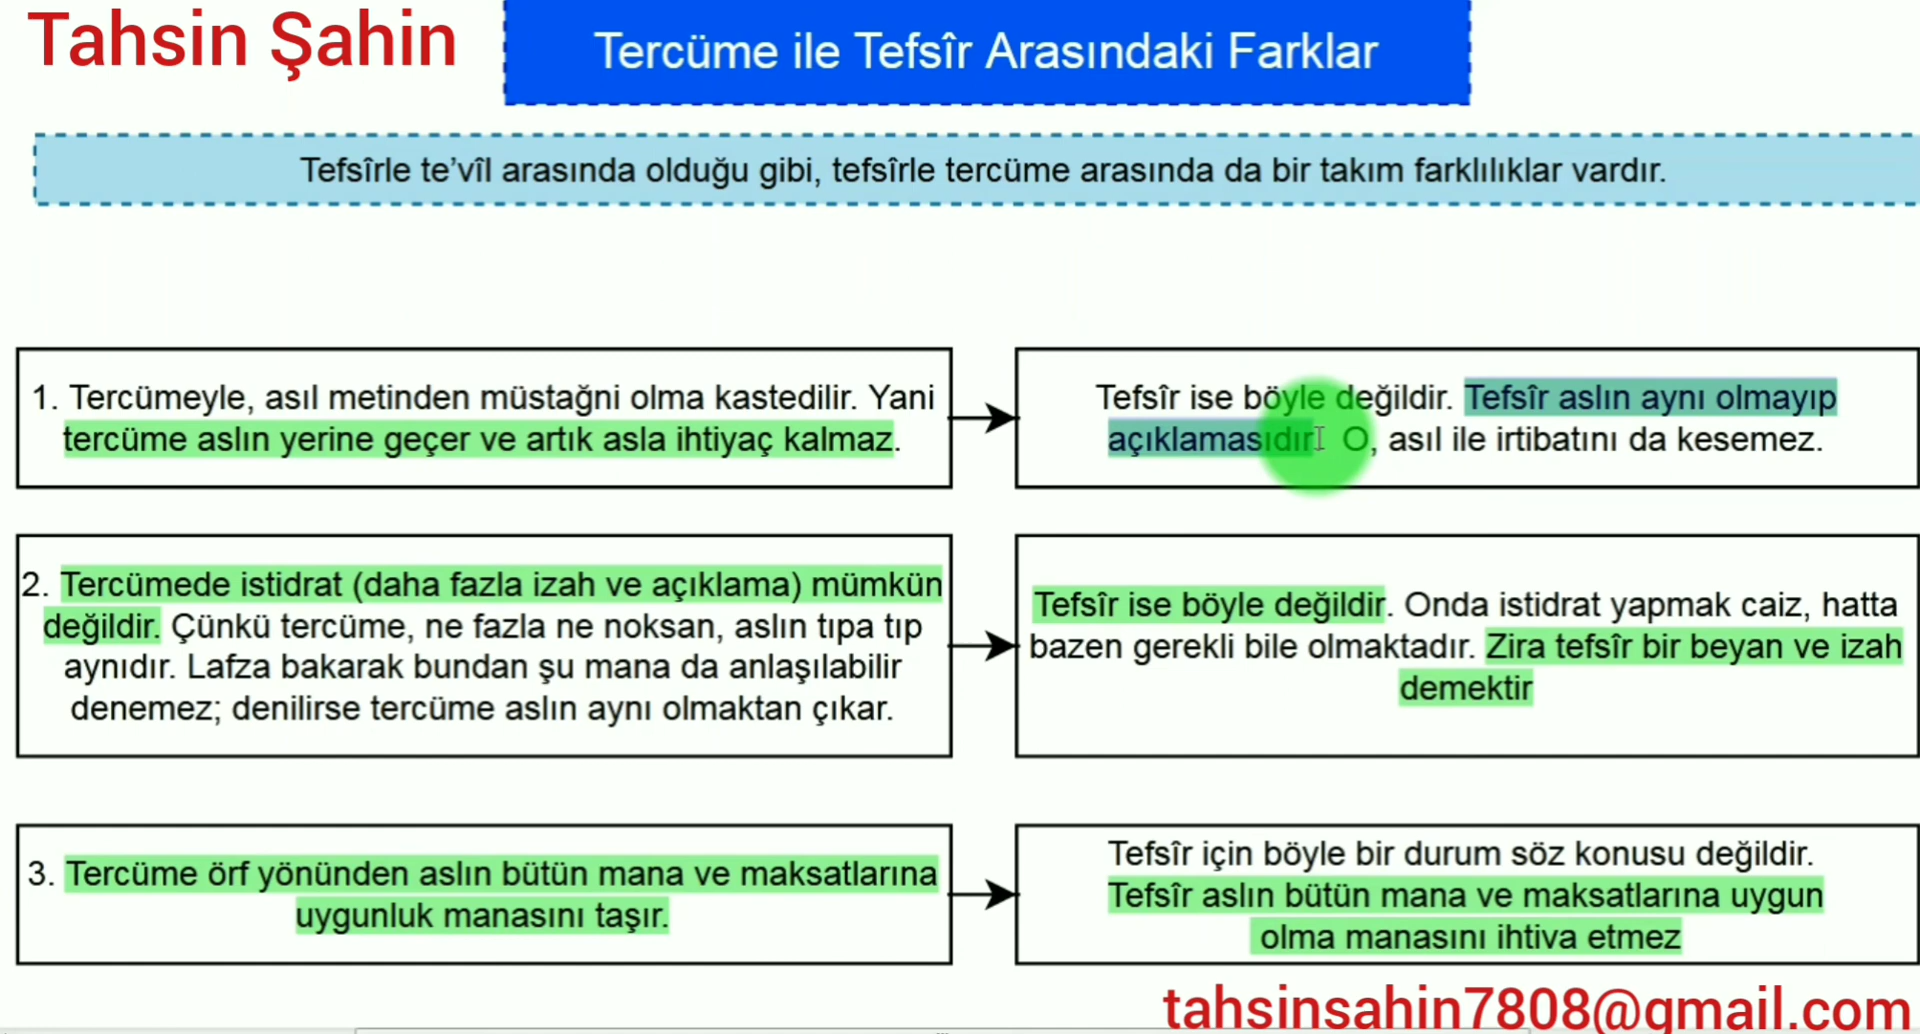 Tahsin Şahin
Tercüme ile Tefsîr Arasındaki Farklar
Tefsîrle te’vîl arasında olduğu gibi, tefsîrle tercüme arasında da bir takım farklılıklar vardır.
1. Tercümeyle, asıl metinden müstağni olma kastedilir. Yani
tercüme aslın yerine geçer ve artık asla ihtiyaç kalmaz.
Tefsîr ise böyle değildir. Tefsîr aslın aynı olmayıp
açıklamasıdır. O, asıl ile irtibatını da kesemez.
2. Tercümede istidrat (daha fazla izah ve açıklama) mümkün
değildir. Çünkü tercüme, ne fazla ne noksan, aslın tıpa tıp
aynıdır. Lafza bakarak bundan şu mana da anlaşılabilir
denemez; denilirse tercüme aslın aynı olmaktan çıkar.
Tefsîr ise böyle değildir. Onda istidrat yapmak caiz, hatta
bazen gerekli bile olmaktadır. Zira tefsîr bir beyan ve izah
demektir
3. Tercüme örf yönünden aslın bütün mana ve maksatlarına
uygunluk manasını taşır.
Tefsîr için böyle bir durum söz konusu değildir.
Tefsîr aslın bütün mana ve maksatlarına uygun
olma manasını ihtiva etmez
tahsinsahin7808@gmail.com